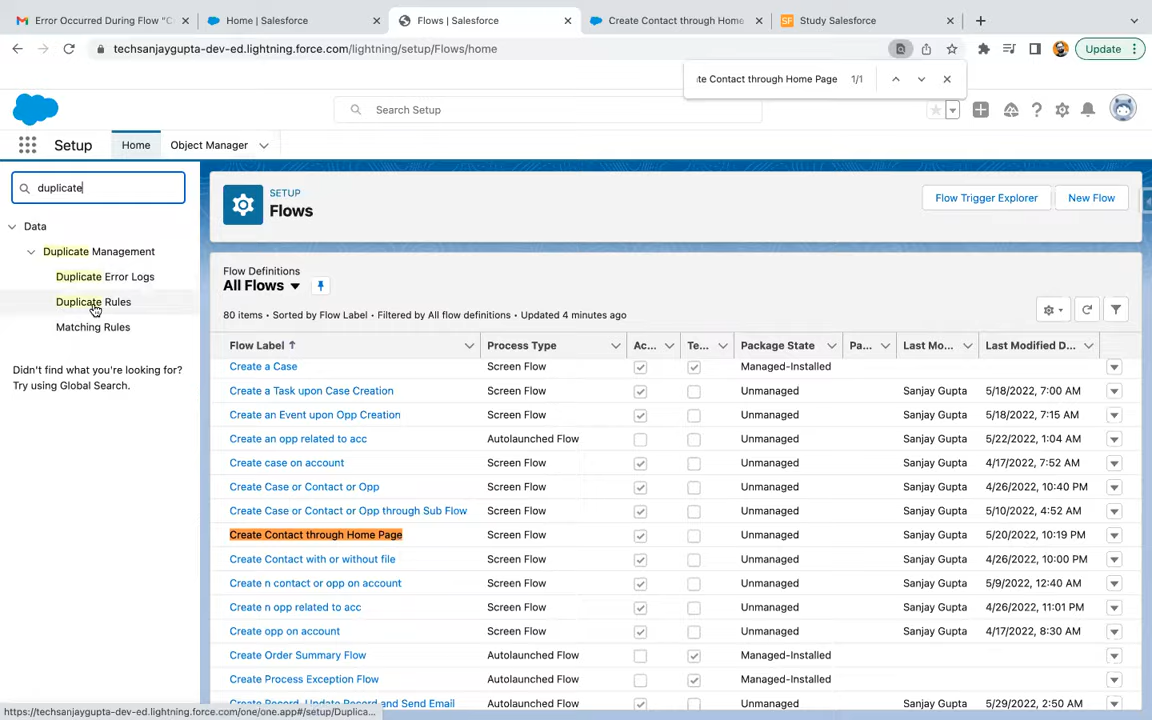 Error Occurred During Flow "C
Home | Salesforce
Flows | Salesforce
Create Contact through Home
Study Salesforce
techsanjaygupta-dev-ed.lightning.force.com/lightning/setup/Flows/home
Update
te Contact through Home Page 1/1
Search Setup
Setup
Home
Object Manager
duplicate
Data
Duplicate Management
Duplicate Error Logs
Duplicate Rules
Matching Rules
Didn't find what you're looking for?
Try using Global Search.
SETUP
Flows
Flow Trigger Explorer
New Flow
Flow Definitions
All Flows
80 items • Sorted by Flow Label • Filtered by All flow definitions • Updated 4 minutes ago
Flow Label ↑ Process Type Ac... Te... Package State Pa... Last Mo... Last Modified D...
Create a Case Screen Flow Managed-Installed
Create a Task upon Case Creation Screen Flow Unmanaged Sanjay Gupta 5/18/2022, 7:00 AM
Create an Event upon Opp Creation Screen Flow Unmanaged Sanjay Gupta 5/18/2022, 7:15 AM
Create an opp related to acc Autolaunched Flow Unmanaged Sanjay Gupta 5/22/2022, 1:04 AM
Create case on account Screen Flow Unmanaged Sanjay Gupta 4/17/2022, 7:52 AM
Create Case or Contact or Opp Screen Flow Unmanaged Sanjay Gupta 4/26/2022, 10:40 PM
Create Case or Contact or Opp through Sub Flow Screen Flow Unmanaged Sanjay Gupta 5/10/2022, 4:52 AM
Create Contact through Home Page Screen Flow Unmanaged Sanjay Gupta 5/20/2022, 10:19 PM
Create Contact with or without file Screen Flow Unmanaged Sanjay Gupta 4/26/2022, 10:00 PM
Create n contact or opp on account Screen Flow Unmanaged Sanjay Gupta 5/9/2022, 12:40 AM
Create n opp related to acc Screen Flow Unmanaged Sanjay Gupta 4/26/2022, 11:01 PM
Create opp on account Screen Flow Unmanaged Sanjay Gupta 4/17/2022, 8:30 AM
Create Order Summary Flow Autolaunched Flow Managed-Installed
Create Process Exception Flow Autolaunched Flow Managed-Installed
Create Record, Update Record and Send Email Screen Flow Unmanaged Sanjay Gupta 5/29/2022, 2:50 AM
https://techsanjaygupta-dev-ed.lightning.force.com/one/one.app#/setup/Duplica...